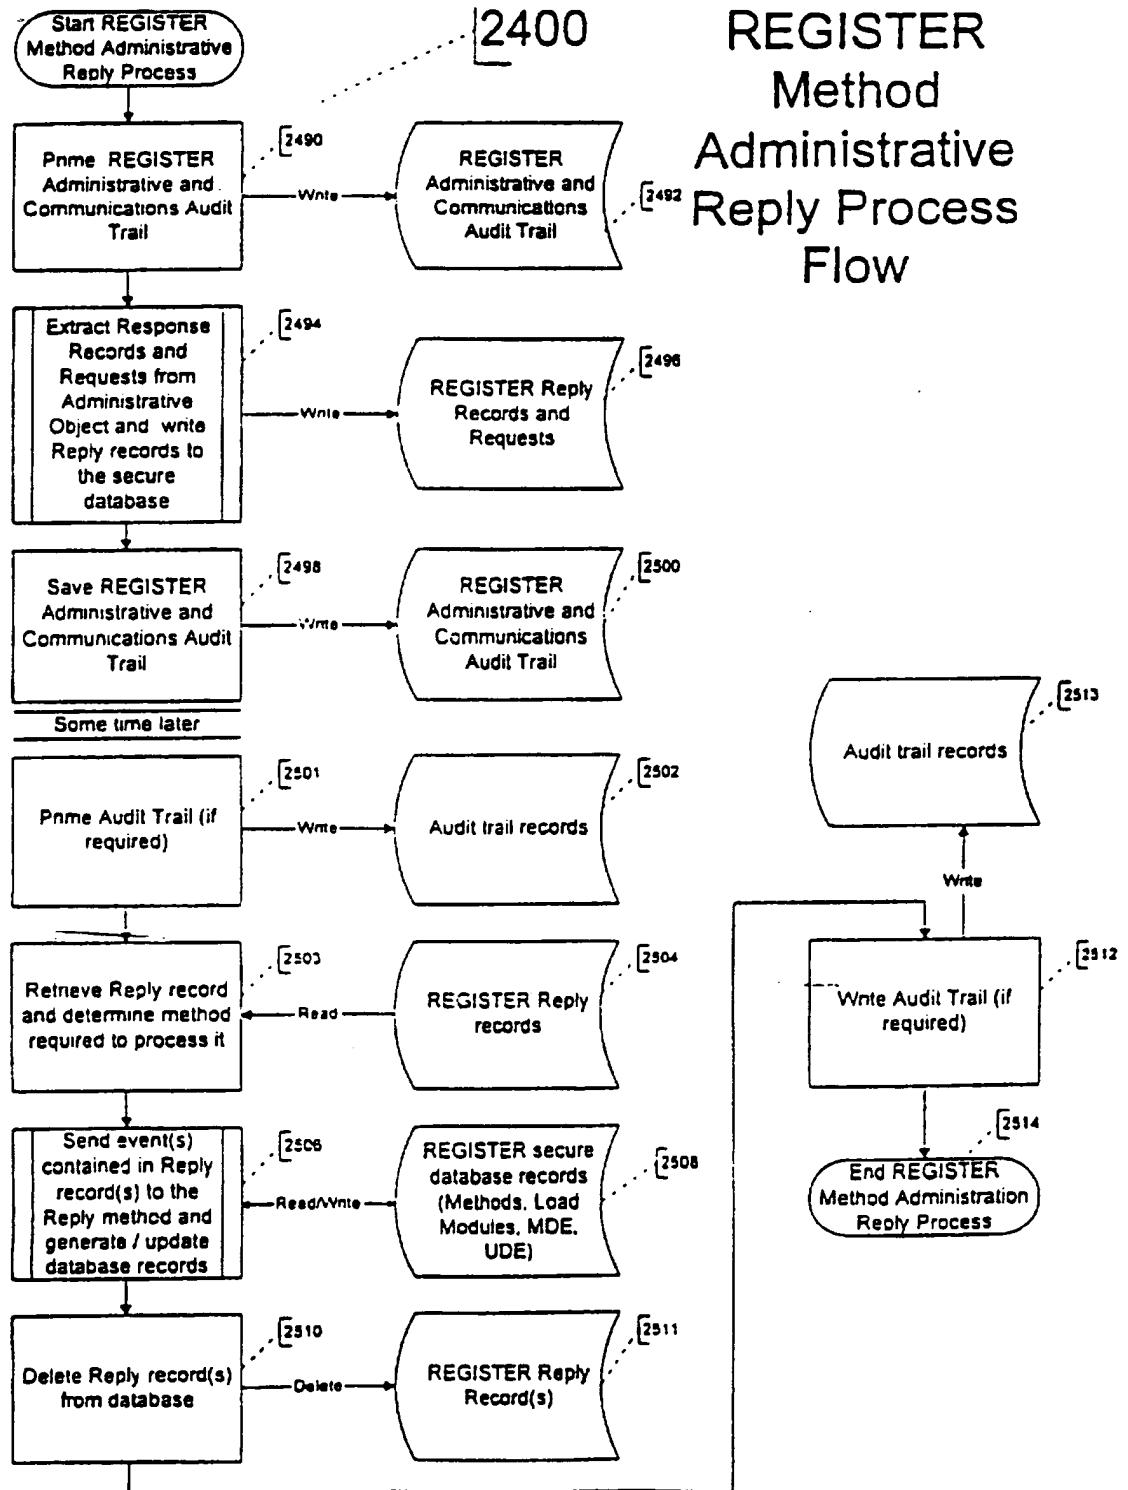 2400
REGISTER
Method
Administrative
Reply Process
Flow
Start REGISTER
Method Administrative
Reply Process
2490
Prime REGISTER
Administrative and
Communications Audit
Trail
Write
REGISTER
Administrative and
Communications
Audit Trail
2492
Extract Response
Records and
Requests from
Administrative
Object and write
Reply records to
the secure
database
2494
Write
REGISTER Reply
Records and
Requests
2496
Save REGISTER
Administrative and
Communications Audit
Trail
2498
Write
REGISTER
Administrative and
Communications
Audit Trail
2500
Some time later
Prime Audit Trail (if
required)
2501
Write
Audit trail records
2502
Retrieve Reply record
and determine method
required to process it
2503
Read
REGISTER Reply
records
2504
Send event(s)
contained in Reply
record(s) to the
Reply method and
generate / update
database records
2506
Read/Write
REGISTER secure
database records
(Methods, Load
Modules, MDE,
UDE)
2508
Delete Reply record(s)
from database
2510
Delete
REGISTER Reply
Record(s)
2511
Audit trail records
2513
Write
Write Audit Trail (if
required)
2512
2514
End REGISTER
Method Administration
Reply Process